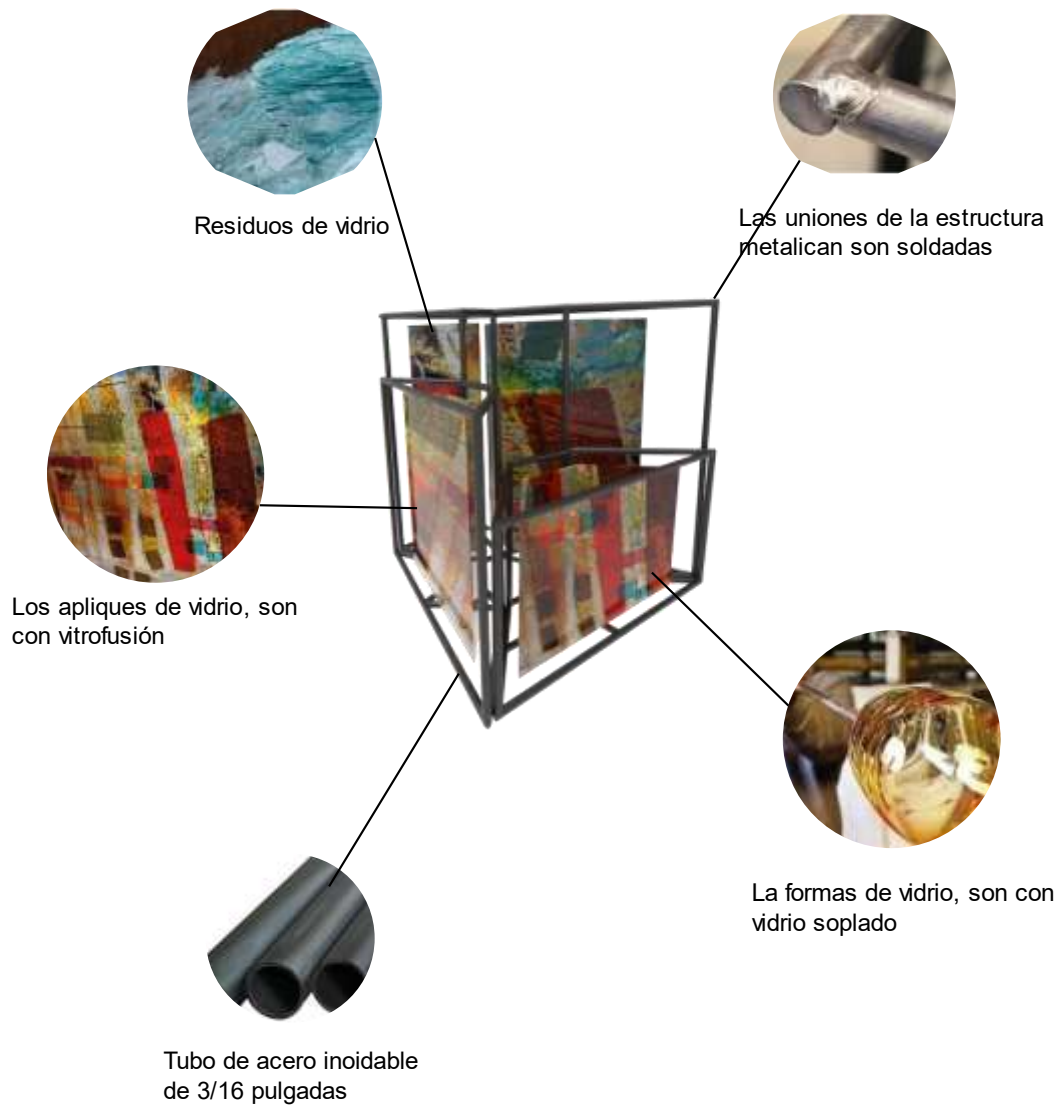 Residuos de vidrio
Las uniones de la estructura
metalican son soldadas
Los apliques de vidrio, son
con vitrofusión
La formas de vidrio, son con
vidrio soplado
Tubo de acero inoidable
de 3/16 pulgadas